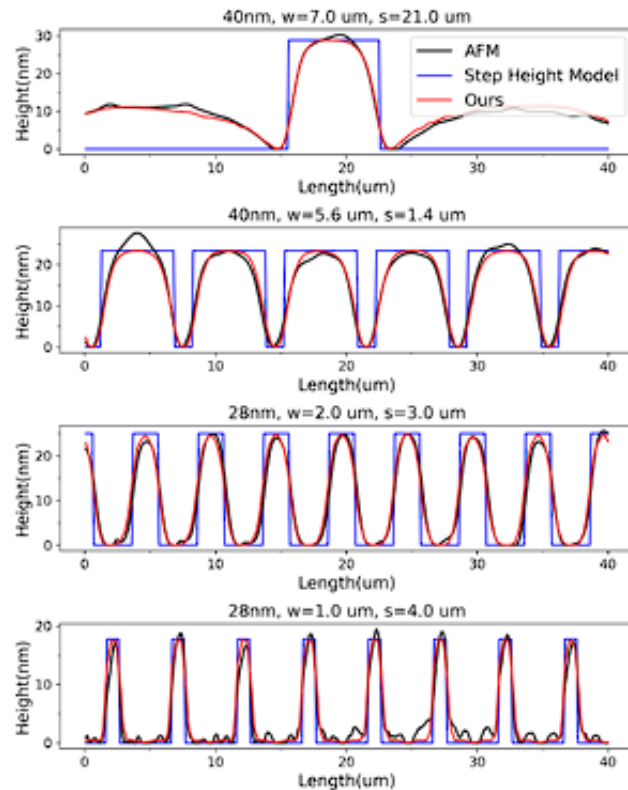 40nm, w=7.0 um, s=21.0 um
AFM
Step Height Model
Ours
Height(nm)
30
20
10
0
0 10 20 30 40
Length(um)
40nm, w=5.6 um, s=1.4 um
Height(nm)
20
10
0
0 10 20 30 40
Length(um)
28nm, w=2.0 um, s=3.0 um
Height(nm)
20
10
0
0 10 20 30 40
Length(um)
28nm, w=1.0 um, s=4.0 um
Height(nm)
20
10
0
0 10 20 30 40
Length(um)